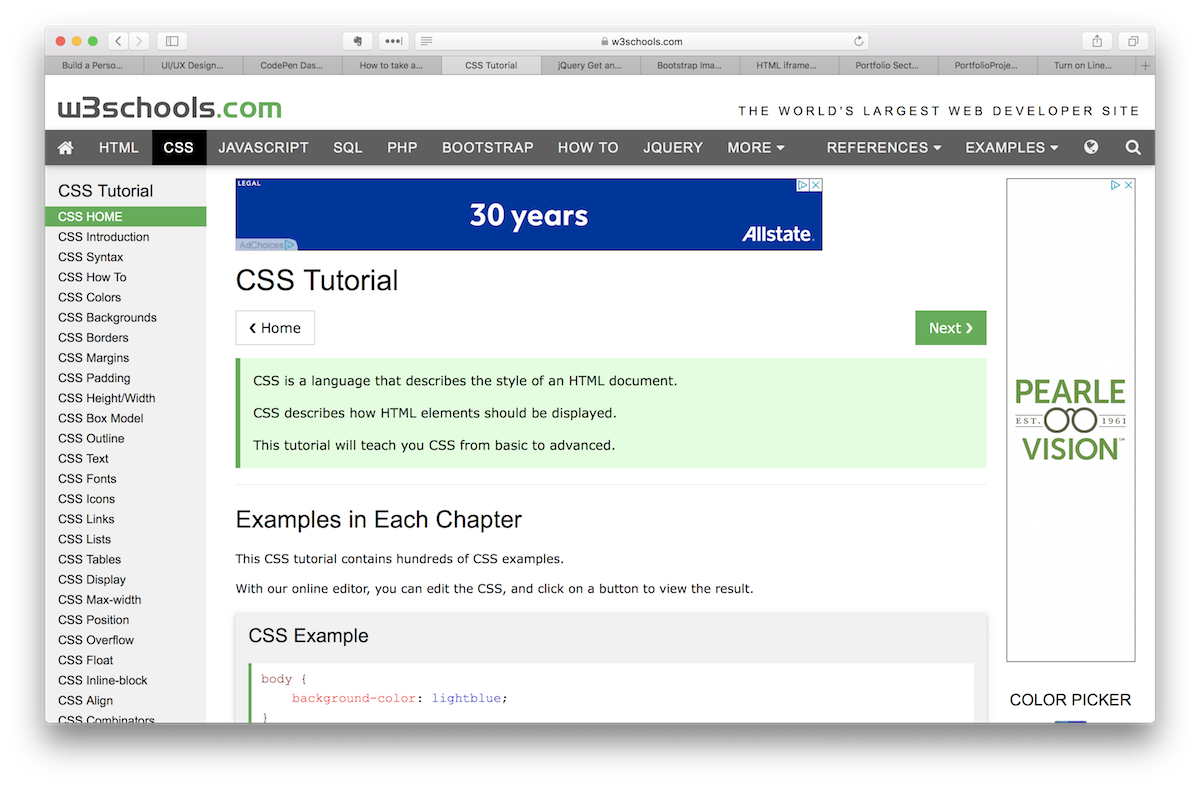 w3schools.com
Build a Perso...
UI/UX Design...
CodePen Das...
How to take a...
CSS Tutorial
jQuery Get an...
Bootstrap Ima...
HTML iframe...
Portfolio Sect...
PortfolioProje...
Turn on Line...
w3schools.com
THE WORLD'S LARGEST WEB DEVELOPER SITE
HTML CSS JAVASCRIPT SQL PHP BOOTSTRAP HOW TO JQUERY MORE REFERENCES EXAMPLES
CSS Tutorial
CSS HOME
CSS Introduction
CSS Syntax
CSS How To
CSS Colors
CSS Backgrounds
CSS Borders
CSS Margins
CSS Padding
CSS Height/Width
CSS Box Model
CSS Outline
CSS Text
CSS Fonts
CSS Icons
CSS Links
CSS Lists
CSS Tables
CSS Display
CSS Max-width
CSS Position
CSS Overflow
CSS Float
CSS Inline-block
CSS Align
CSS Combinators
LEGAL
30 years
Allstate.
AdChoices
CSS Tutorial
❮ Home
Next ❯
CSS is a language that describes the style of an HTML document.
CSS describes how HTML elements should be displayed.
This tutorial will teach you CSS from basic to advanced.
Examples in Each Chapter
This CSS tutorial contains hundreds of CSS examples.
With our online editor, you can edit the CSS, and click on a button to view the result.
CSS Example
body {
background-color: lightblue;
}
PEARLE
EST. 1961
VISION℠
COLOR PICKER